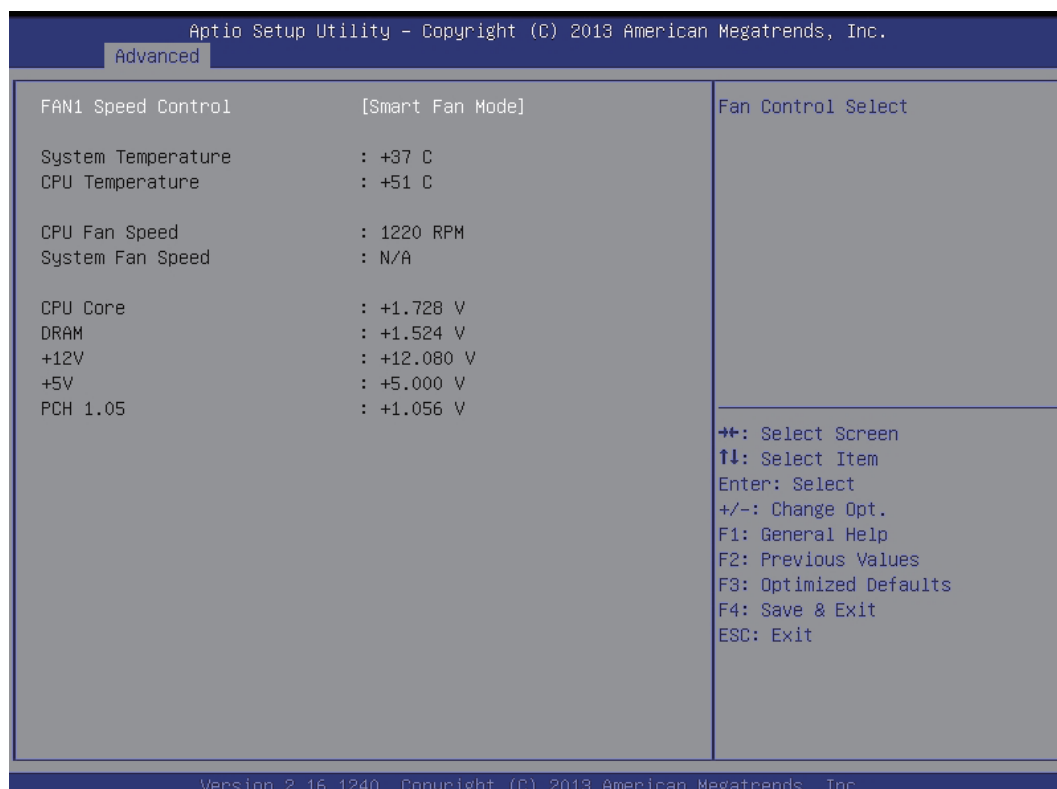 Aptio Setup Utility – Copyright (C) 2013 American Megatrends, Inc.
Advanced
FAN1 Speed Control [Smart Fan Mode]
System Temperature : +37 C
CPU Temperature : +51 C
CPU Fan Speed : 1220 RPM
System Fan Speed : N/A
CPU Core : +1.728 V
DRAM : +1.524 V
+12V : +12.080 V
+5V : +5.000 V
PCH 1.05 : +1.056 V
Fan Control Select
→←: Select Screen
↑↓: Select Item
Enter: Select
+/-: Change Opt.
F1: General Help
F2: Previous Values
F3: Optimized Defaults
F4: Save & Exit
ESC: Exit
Version 2.16.1240. Copyright (C) 2013 American Megatrends, Inc.